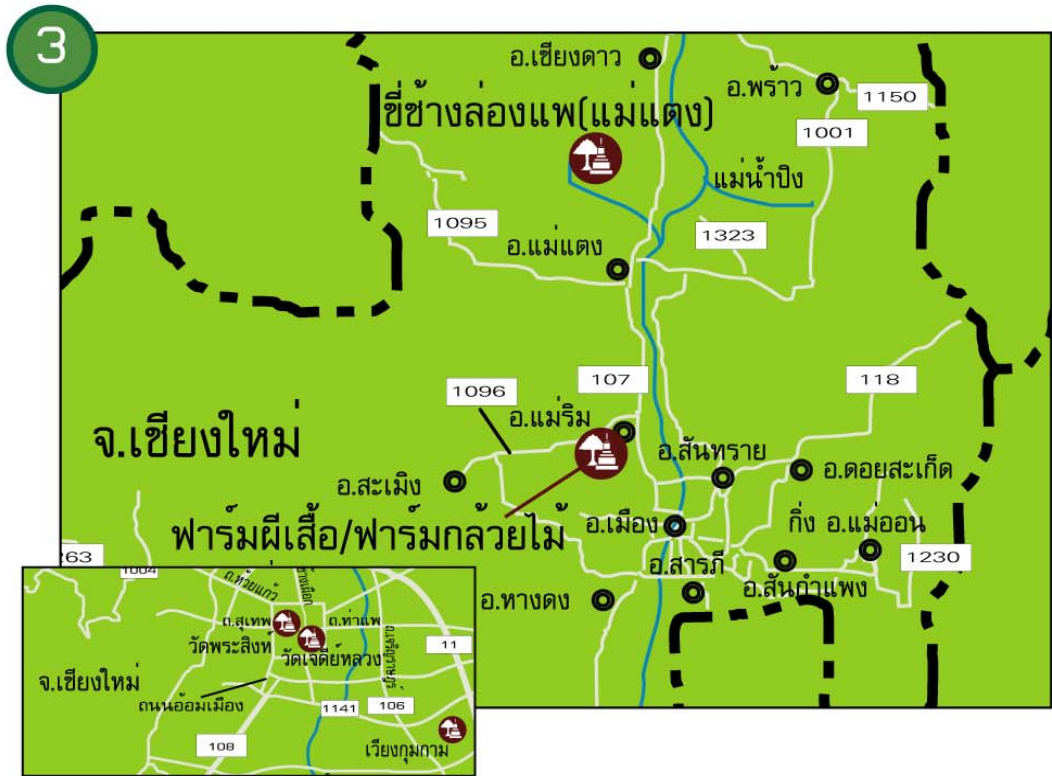 3
อ.เชียงดาว
อ.พร้าว
1150
ขี่ช้างล่องแพ(แม่แตง)
1001
แม่น้ำปิง
1095
1323
อ.แม่แตง
107
118
1096
อ.แม่ริม
จ.เชียงใหม่
อ.สันทราย
อ.ดอยสะเก็ด
อ.สะเมิง
ฟาร์มผีเสื้อ/ฟาร์มกล้วยไม้
อ.เมือง
กิ่ง อ.แม่ออน
1230
อ.สารภี
อ.สันกำแพง
อ.หางดง
263
1004
ถ.ห้วยแก้ว
ถ.สุเทพ
ถ.ท่าแพ
วัดพระสิงห์
วัดเจดีย์หลวง
11
จ.เชียงใหม่
ถนนอ้อมเมือง
1141
106
108
เวียงกุมกาม